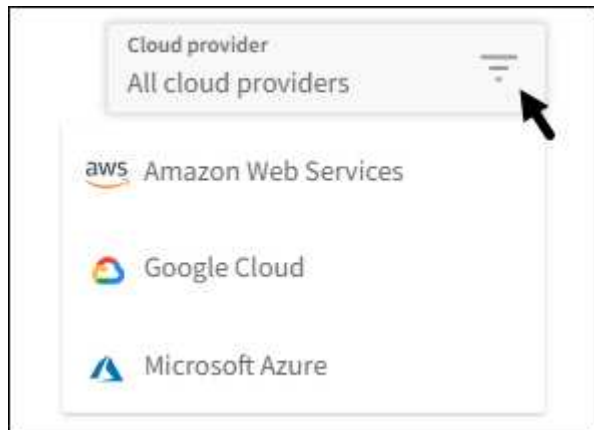 Cloud provider
All cloud providers
aws Amazon Web Services
Google Cloud
Microsoft Azure